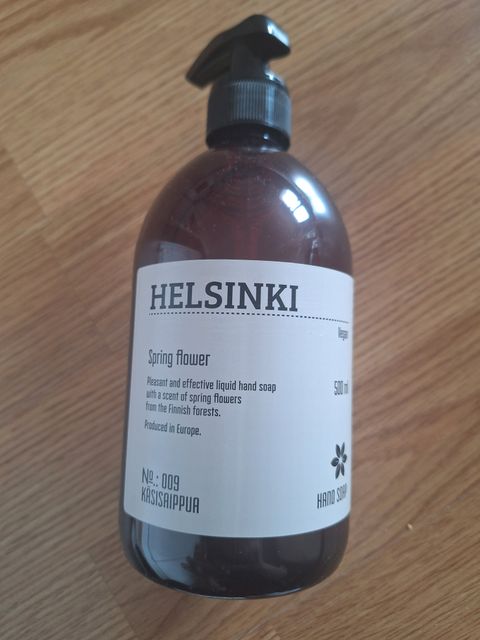 HELSINKI
Vegan
Spring flower
Pleasant and effective liquid hand soap
with a scent of spring flowers
from the Finnish forests.
Produced in Europe.
500 ml
No.: 009
KÄSISAIPPUA
HAND SOAP